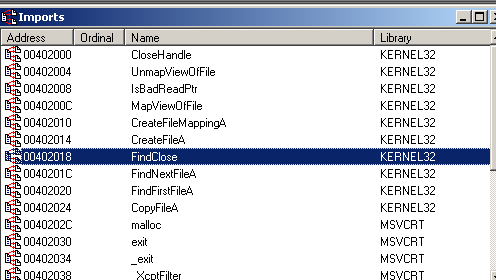 Imports
Address Ordinal Name Library
00402000 CloseHandle KERNEL32
00402004 UnmapViewOfFile KERNEL32
00402008 IsBadReadPtr KERNEL32
0040200C MapViewOfFile KERNEL32
00402010 CreateFileMappingA KERNEL32
00402014 CreateFileA KERNEL32
00402018 FindClose KERNEL32
0040201C FindNextFileA KERNEL32
00402020 FindFirstFileA KERNEL32
00402024 CopyFileA KERNEL32
0040202C malloc MSVCRT
00402030 exit MSVCRT
00402034 _exit MSVCRT
00402038 _XcptFilter MSVCRT